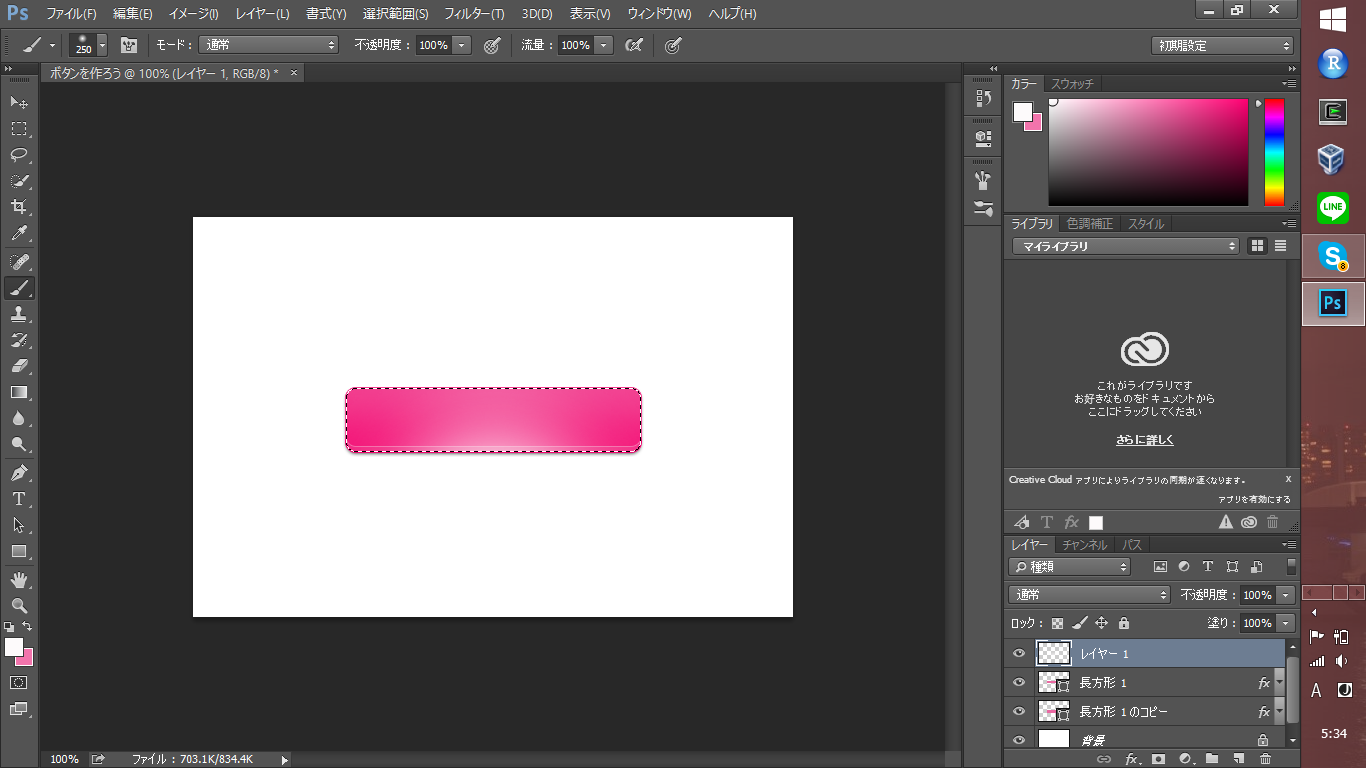 Ps ファイル(F) 編集(E) イメージ(I) レイヤー(L) 書式(Y) 選択範囲(S) フィルター(T) 3D(D) 表示(V) ウィンドウ(W) ヘルプ(H)
250 モード: 通常 不透明度: 100% 流量: 100% 初期設定
ボタンを作ろう @ 100% (レイヤー 1, RGB/8) * ×
カラー スウォッチ
ライブラリ 色調補正 スタイル
マイライブラリ
これがライブラリです
お好きなものをドキュメントから
ここにドラッグしてください
さらに詳しく
Creative Cloud アプリによりライブラリの同期が遅くなります。 x
アプリを有効にする
T fx
レイヤー チャンネル パス
種類 T
通常 不透明度: 100%
ロック: 塗り: 100%
レイヤー 1
長方形 1 fx
長方形 1 のコピー fx
背景
fx
100% ファイル: 703.1K/834.4K
T
R
LINE
S 8
Ps
A
5:34